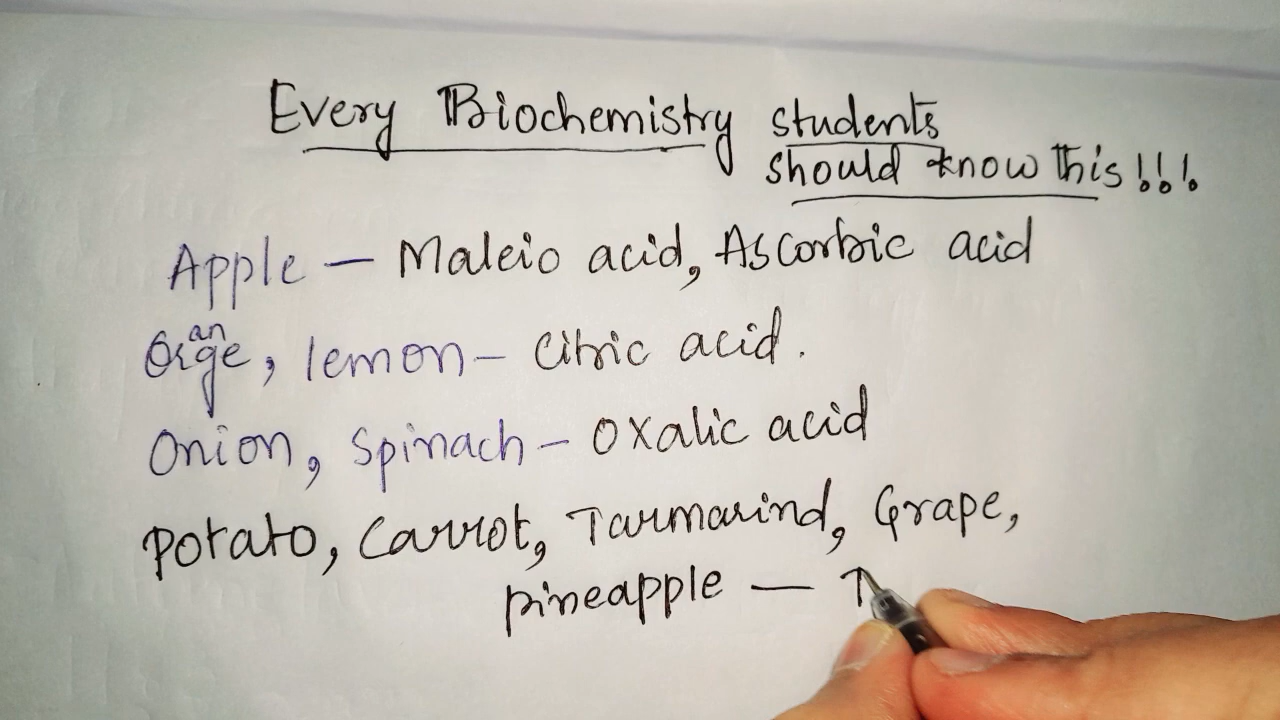 Every Biochemistry students
should know this!!!
Apple — Maleio acid, Ascorbic acid
Orange, lemon - Citric acid.
Onion, Spinach - Oxalic acid
Potato, Carrot, Tarmarind, Grape,
pineapple — T